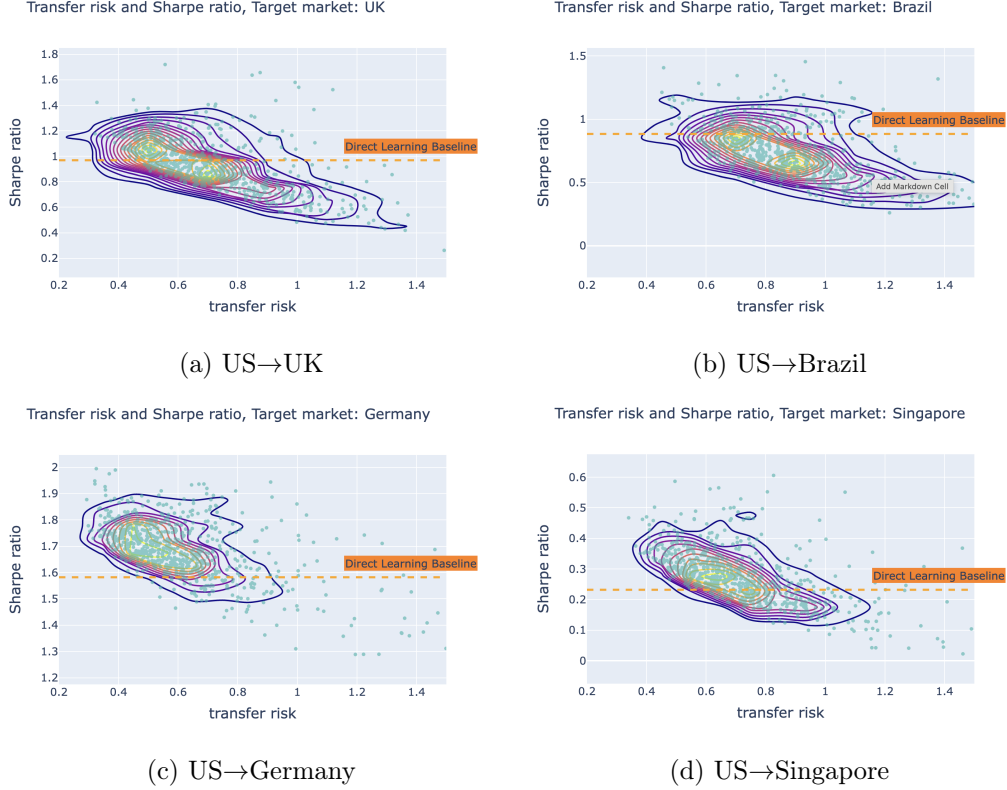 Transfer risk and Sharpe ratio, Target market: UK
Sharpe ratio
1.8
1.6
1.4
1.2
1
0.8
0.6
0.4
0.2
Direct Learning Baseline
0.2 0.4 0.6 0.8 1 1.2 1.4
transfer risk
(a) US→UK
Transfer risk and Sharpe ratio, Target market: Brazil
Sharpe ratio
1.5
1
0.5
0
Direct Learning Baseline
Add Markdown Cell
0.2 0.4 0.6 0.8 1 1.2 1.4
transfer risk
(b) US→Brazil
Transfer risk and Sharpe ratio, Target market: Germany
Sharpe ratio
2
1.9
1.8
1.7
1.6
1.5
1.4
1.3
1.2
Direct Learning Baseline
0.2 0.4 0.6 0.8 1 1.2 1.4
transfer risk
(c) US→Germany
Transfer risk and Sharpe ratio, Target market: Singapore
Sharpe ratio
0.6
0.5
0.4
0.3
0.2
0.1
0
Direct Learning Baseline
0.2 0.4 0.6 0.8 1 1.2 1.4
transfer risk
(d) US→Singapore